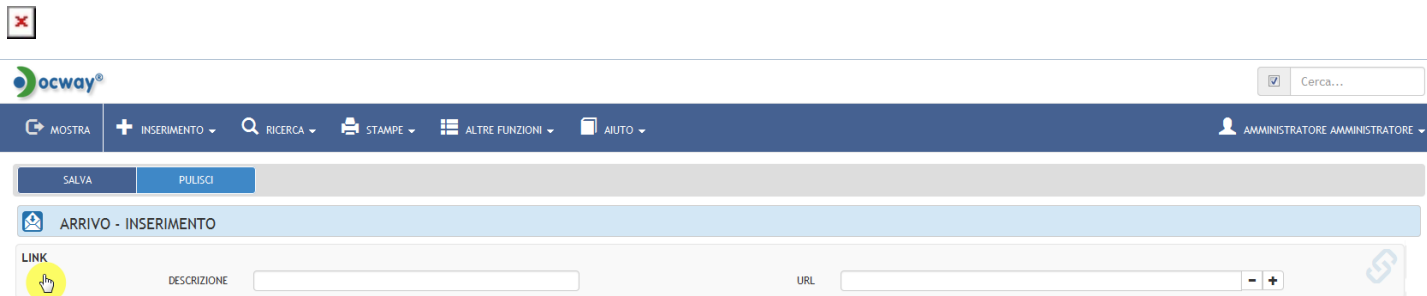 ocway®
Cerca...
MOSTRA INSERIMENTO RICERCA STAMPE ALTRE FUNZIONI AIUTO AMMINISTRATORE AMMINISTRATORE
SALVA PULISCI
ARRIVO - INSERIMENTO
LINK
DESCRIZIONE URL - +